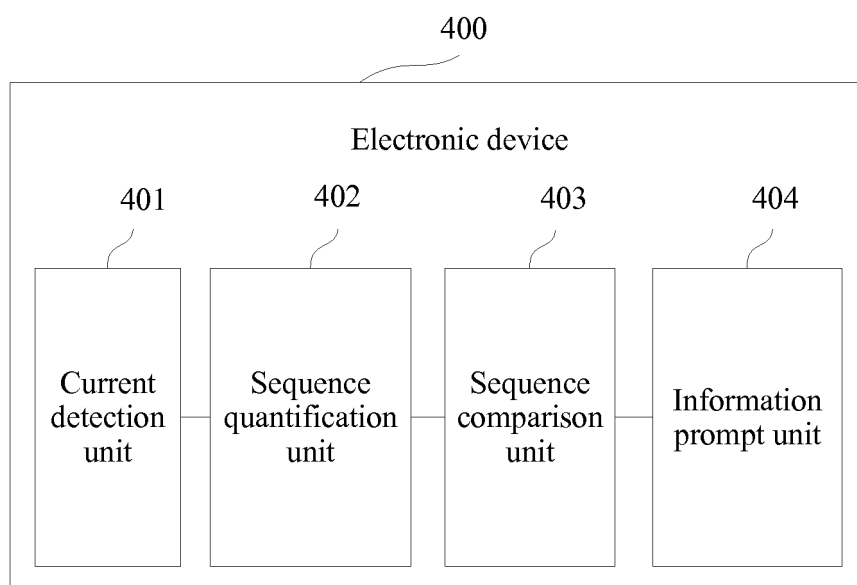 400
Electronic device
401
402
403
404
Current
detection
unit
Sequence
quantification
unit
Sequence
comparison
unit
Information
prompt unit